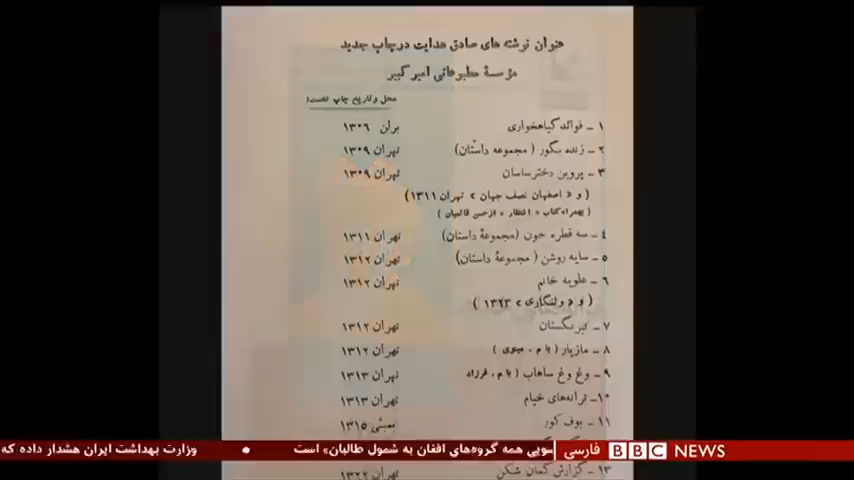 عنوان نوشته های صادق هدایت در چاپ جدید
مؤسسهٔ مطبوعاتی امیر کبیر
محل و تاریخ چاپ نخست:
۱ - فوائد گیاهخواری برلن ۱۳۰۶
۲ - زنده بگور ( مجموعه داستان) تهران ۱۳۰۹
۳ - پروین دختر ساسان تهران ۱۳۰۹
( و « اصفهان نصف جهان » تهران ۱۳۱۱)
( بهمراه کتاب « انتظار » از حسن قائمیان )
۴ - سه قطره خون (مجموعهٔ داستان) تهران ۱۳۱۱
۵ - سایه روشن ( مجموعهٔ داستان) تهران ۱۳۱۲
۶ - علویه خانم تهران ۱۳۱۲
( و « ولنگاری » ۱۳۲۳ )
۷ - نیرنگستان تهران ۱۳۱۲
۸ - مازیار ( با م . مینوی ) تهران ۱۳۱۲
۹ - وغ وغ ساهاب ( با م . فرزاد تهران ۱۳۱۳
۱۰ - ترانه‌های خیام تهران ۱۳۱۳
۱۱ - بوف کور بمبئی ۱۳۱۵
سویی همه گروه‌های افغان به شمول طالبان» است • وزارت بهداشت ایران هشدار داده که
BBC NEWS فارسی
۱۳ - گزارش گمان شکن تهران ۱۳۲۲